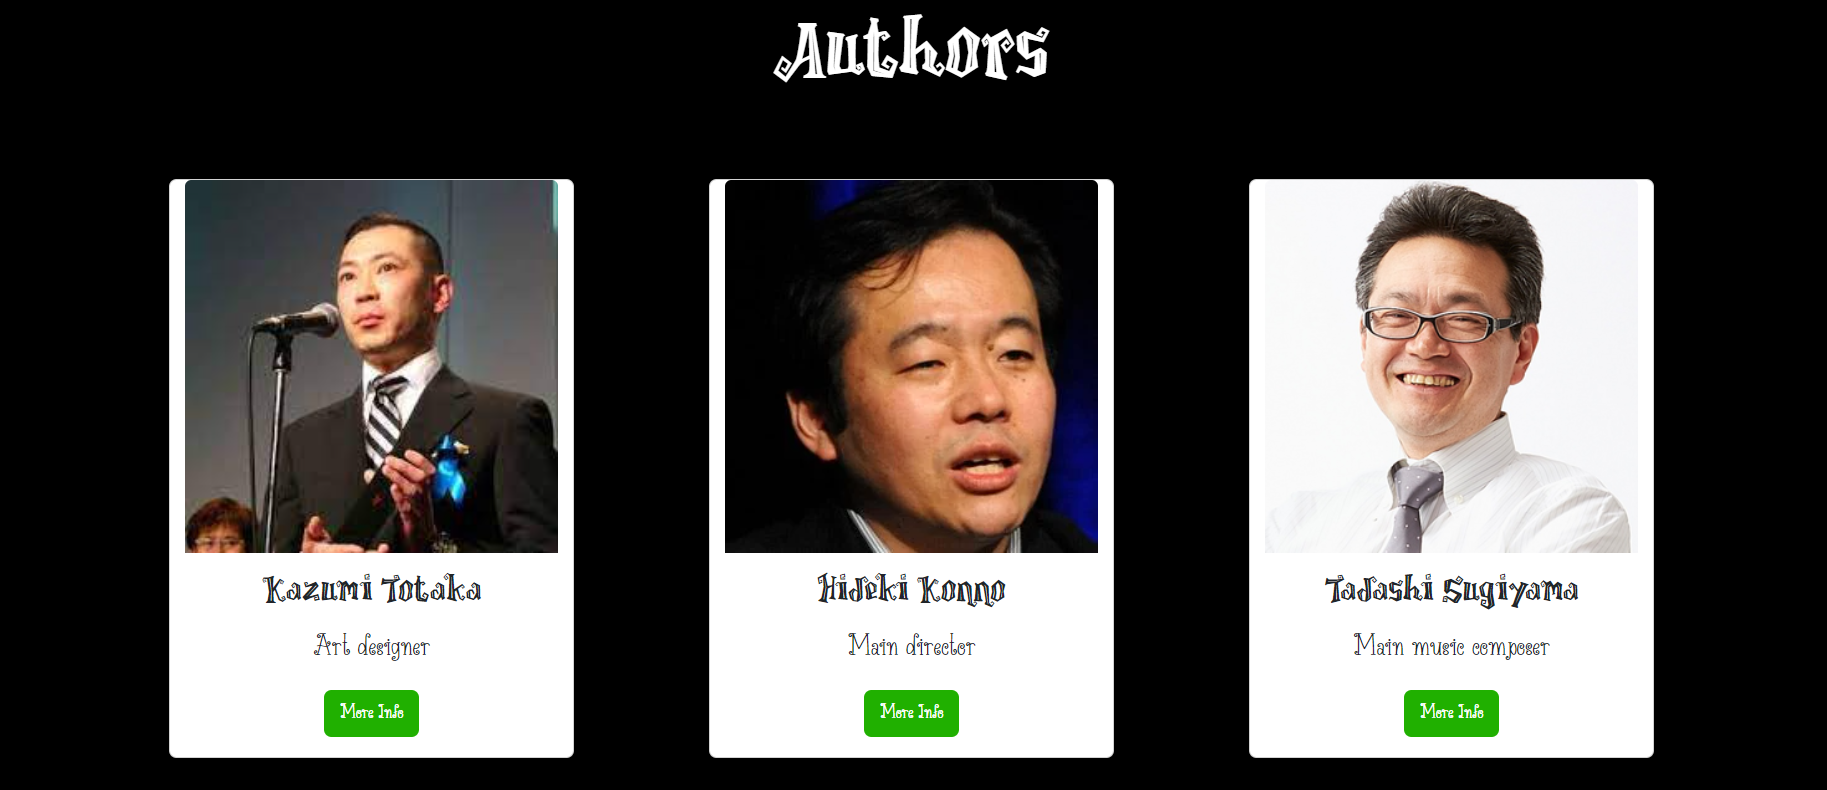 Authors
Kazumi Totaka
Art designer
More Info
Hideki Konno
Main director
More Info
Tadashi Sugiyama
Main music composer
More Info